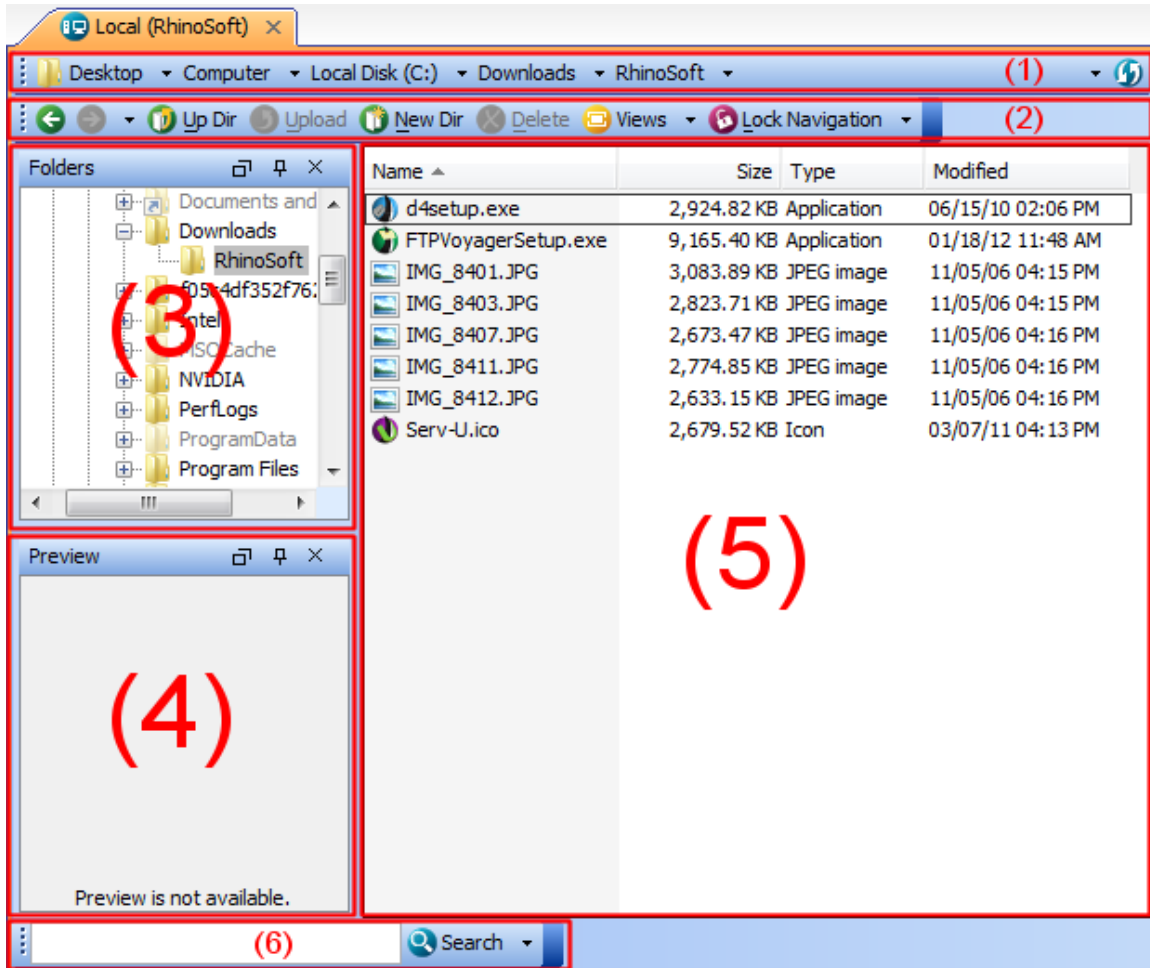 Local (RhinoSoft)
Desktop Computer Local Disk (C:) Downloads RhinoSoft (1)
Up Dir Upload New Dir Delete Views Lock Navigation (2)
Folders
Documents and
Downloads
RhinoSoft
f05c4df352f762
Intel
MSOCache
NVIDIA
PerfLogs
ProgramData
Program Files
(3)
Preview
(4)
Preview is not available.
Name Size Type Modified
d4setup.exe 2,924.82 KB Application 06/15/10 02:06 PM
FTPVoyagerSetup.exe 9,165.40 KB Application 01/18/12 11:48 AM
IMG_8401.JPG 3,083.89 KB JPEG image 11/05/06 04:15 PM
IMG_8403.JPG 2,823.71 KB JPEG image 11/05/06 04:15 PM
IMG_8407.JPG 2,673.47 KB JPEG image 11/05/06 04:16 PM
IMG_8411.JPG 2,774.85 KB JPEG image 11/05/06 04:16 PM
IMG_8412.JPG 2,633.15 KB JPEG image 11/05/06 04:16 PM
Serv-U.ico 2,679.52 KB Icon 03/07/11 04:13 PM
(5)
(6) Search